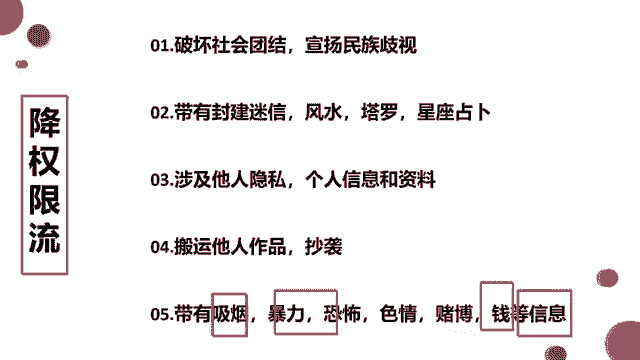 降权限流
01.破坏社会团结，宣扬民族歧视
02.带有封建迷信，风水，塔罗，星座占卜
03.涉及他人隐私，个人信息和资料
04.搬运他人作品，抄袭
05.带有吸烟，暴力，恐怖，色情，赌博，钱等信息